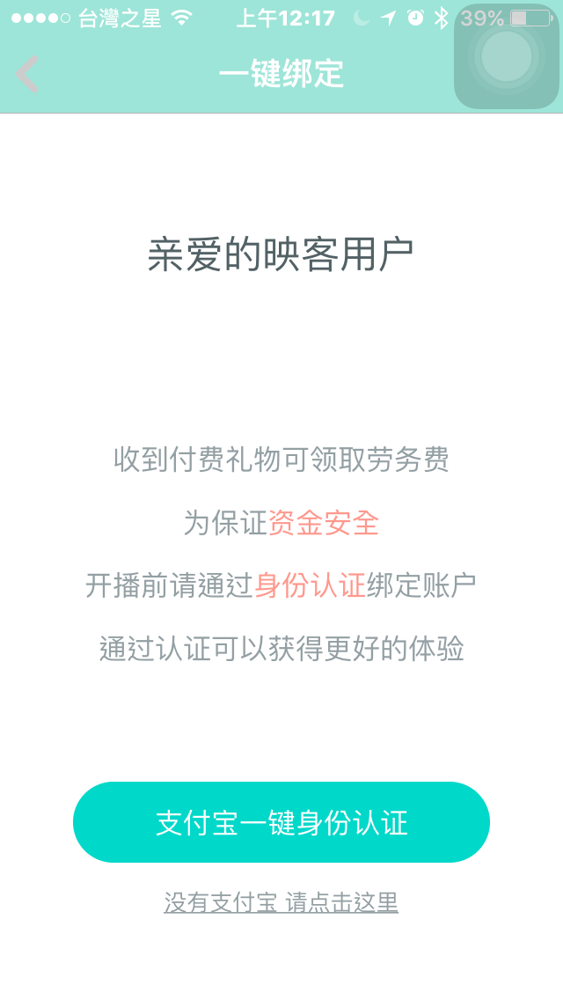 台灣之星 上午12:17 39%
一键绑定
亲爱的映客用户
收到付费礼物可领取劳务费
为保证资金安全
开播前请通过身份认证绑定账户
通过认证可以获得更好的体验
支付宝一键身份认证
没有支付宝 请点击这里